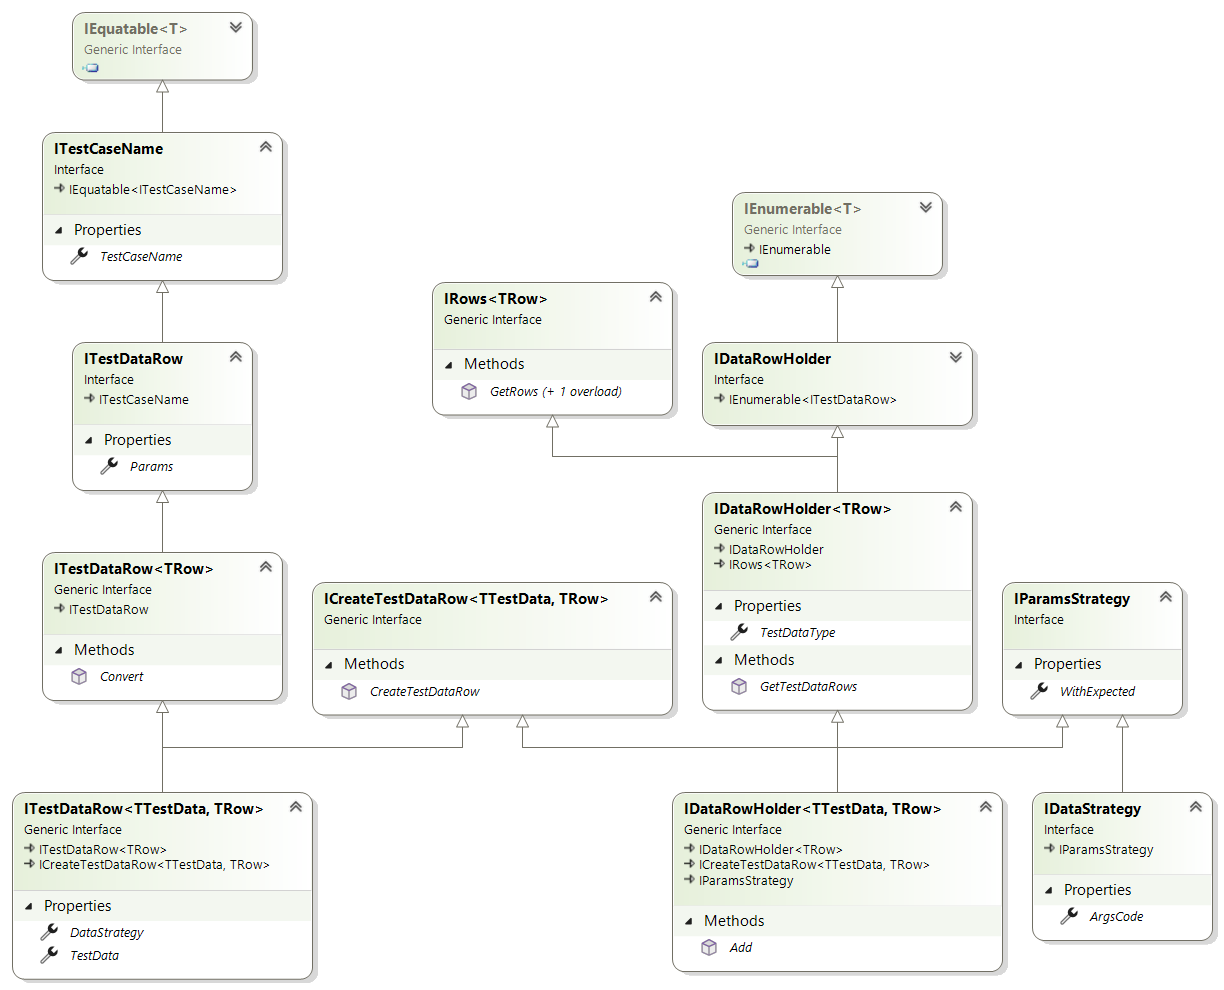 IEquatable<T>
Generic Interface
ITestCaseName
Interface
IEquatable<ITestCaseName>
Properties
TestCaseName
IEnumerable<T>
Generic Interface
IEnumerable
IRows<TRow>
Generic Interface
Methods
GetRows (+ 1 overload)
ITestDataRow
Interface
ITestCaseName
Properties
Params
IDataRowHolder
Interface
IEnumerable<ITestDataRow>
IDataRowHolder<TRow>
Generic Interface
IDataRowHolder
IRows<TRow>
Properties
TestDataType
Methods
GetTestDataRows
ITestDataRow<TRow>
Generic Interface
ITestDataRow
Methods
Convert
ICreateTestDataRow<TTestData, TRow>
Generic Interface
Methods
CreateTestDataRow
IParamsStrategy
Interface
Properties
WithExpected
ITestDataRow<TTestData, TRow>
Generic Interface
ITestDataRow<TRow>
ICreateTestDataRow<TTestData, TRow>
Properties
DataStrategy
TestData
IDataRowHolder<TTestData, TRow>
Generic Interface
IDataRowHolder<TRow>
ICreateTestDataRow<TTestData, TRow>
IParamsStrategy
Methods
Add
IDataStrategy
Interface
IParamsStrategy
Properties
ArgsCode